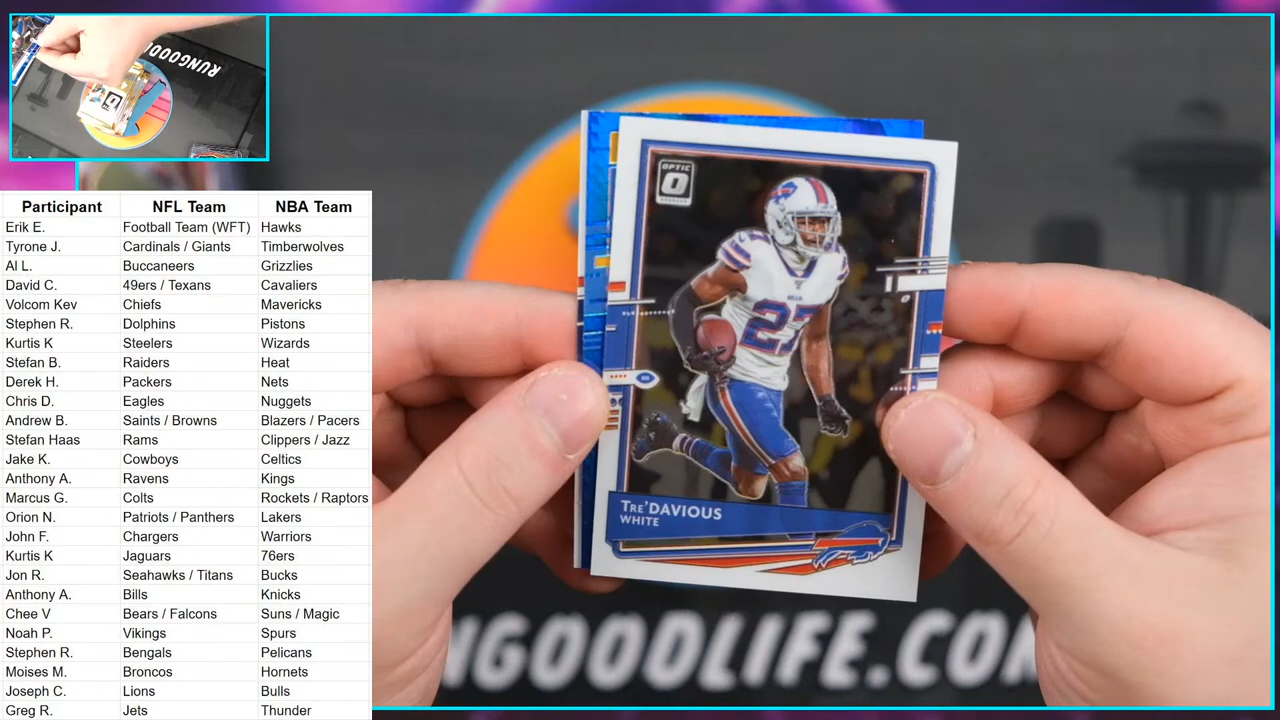 RUNGOOOD
Participant NFL Team NBA Team
Erik E. Football Team (WFT) Hawks
Tyrone J. Cardinals / Giants Timberwolves
Al L. Buccaneers Grizzlies
David C. 49ers / Texans Cavaliers
Volcom Kev Chiefs Mavericks
Stephen R. Dolphins Pistons
Kurtis K Steelers Wizards
Stefan B. Raiders Heat
Derek H. Packers Nets
Chris D. Eagles Nuggets
Andrew B. Saints / Browns Blazers / Pacers
Stefan Haas Rams Clippers / Jazz
Jake K. Cowboys Celtics
Anthony A. Ravens Kings
Marcus G. Colts Rockets / Raptors
Orion N. Patriots / Panthers Lakers
John F. Chargers Warriors
Kurtis K Jaguars 76ers
Jon R. Seahawks / Titans Bucks
Anthony A. Bills Knicks
Chee V Bears / Falcons Suns / Magic
Noah P. Vikings Spurs
Stephen R. Bengals Pelicans
Moises M. Broncos Hornets
Joseph C. Lions Bulls
Greg R. Jets Thunder
OPTIC
BILLS
27
TRE'DAVIOUS
WHITE
NGOODLIFE.CO